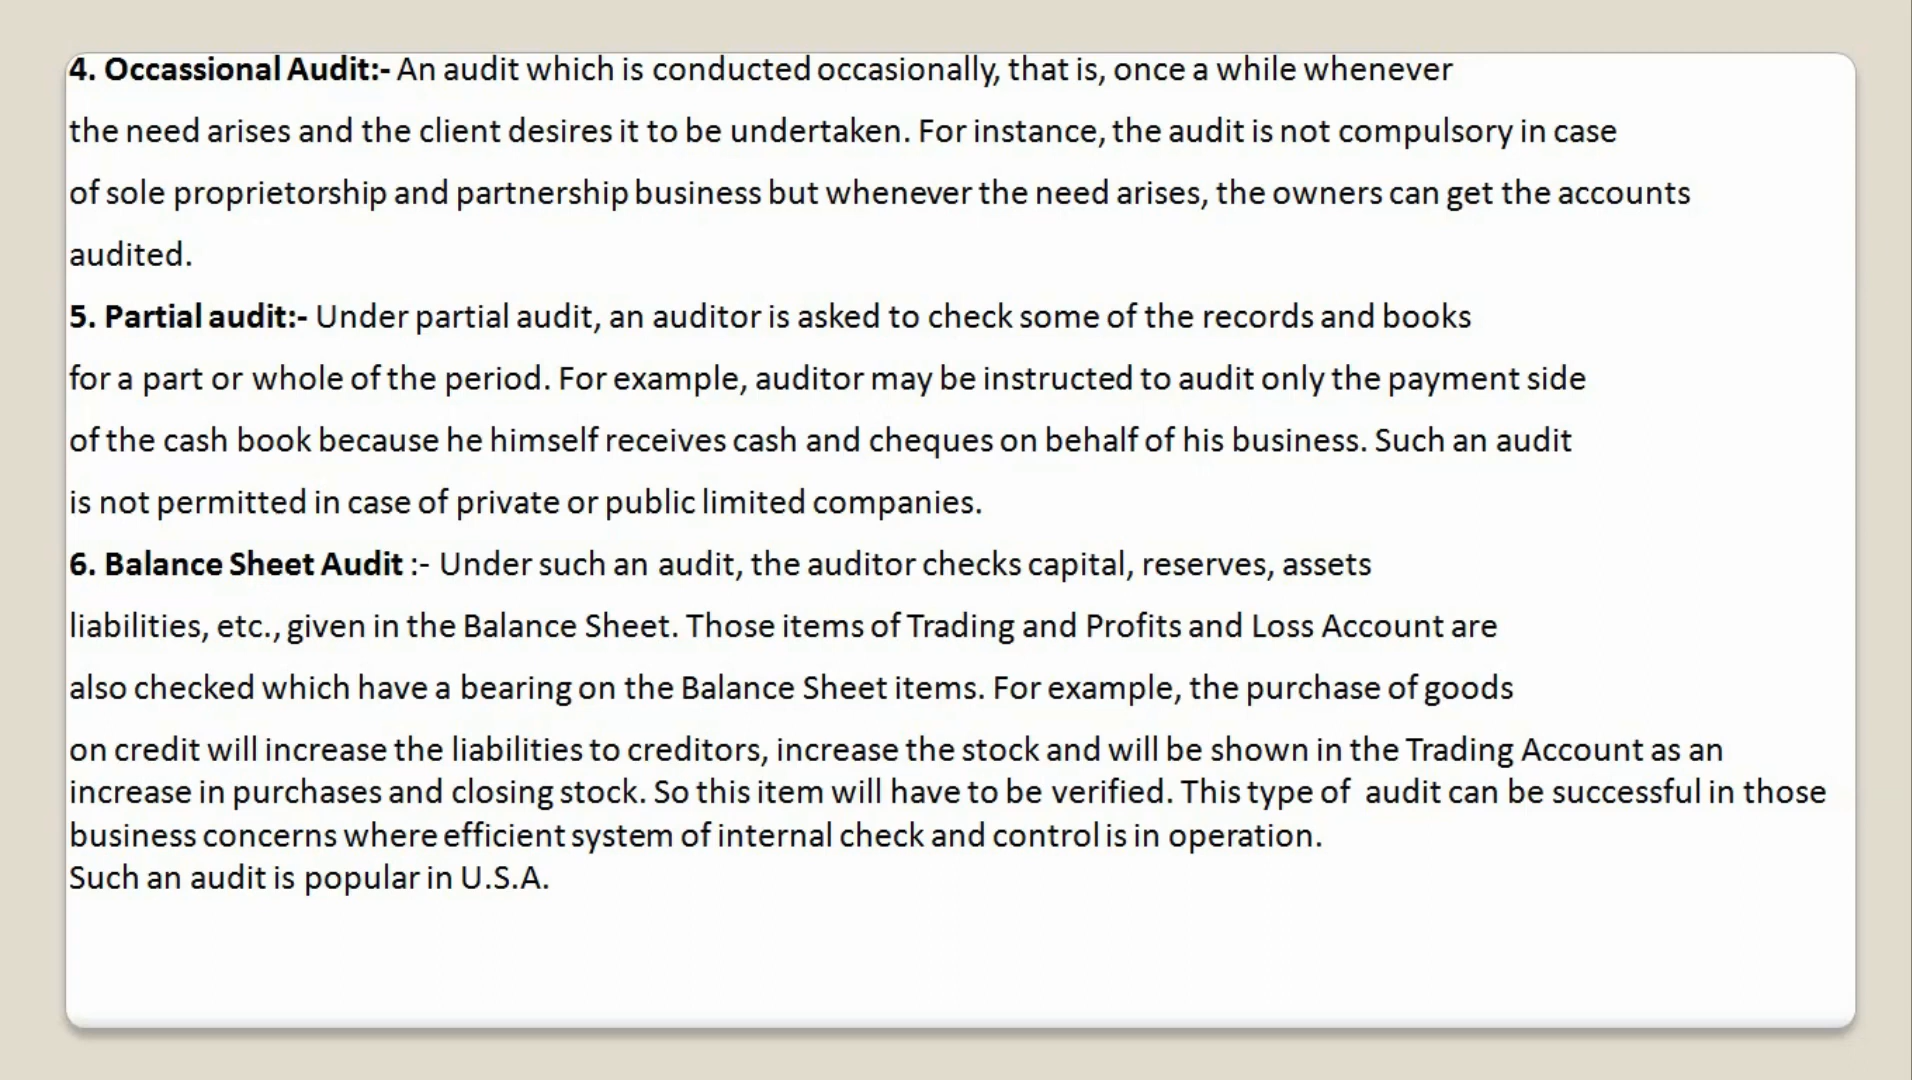 4. Occassional Audit:- An audit which is conducted occasionally, that is, once a while whenever
the need arises and the client desires it to be undertaken. For instance, the audit is not compulsory in case
of sole proprietorship and partnership business but whenever the need arises, the owners can get the accounts
audited.
5. Partial audit:- Under partial audit, an auditor is asked to check some of the records and books
for a part or whole of the period. For example, auditor may be instructed to audit only the payment side
of the cash book because he himself receives cash and cheques on behalf of his business. Such an audit
is not permitted in case of private or public limited companies.
6. Balance Sheet Audit :- Under such an audit, the auditor checks capital, reserves, assets
liabilities, etc., given in the Balance Sheet. Those items of Trading and Profits and Loss Account are
also checked which have a bearing on the Balance Sheet items. For example, the purchase of goods
on credit will increase the liabilities to creditors, increase the stock and will be shown in the Trading Account as an
increase in purchases and closing stock. So this item will have to be verified. This type of  audit can be successful in those
business concerns where efficient system of internal check and control is in operation.
Such an audit is popular in U.S.A.